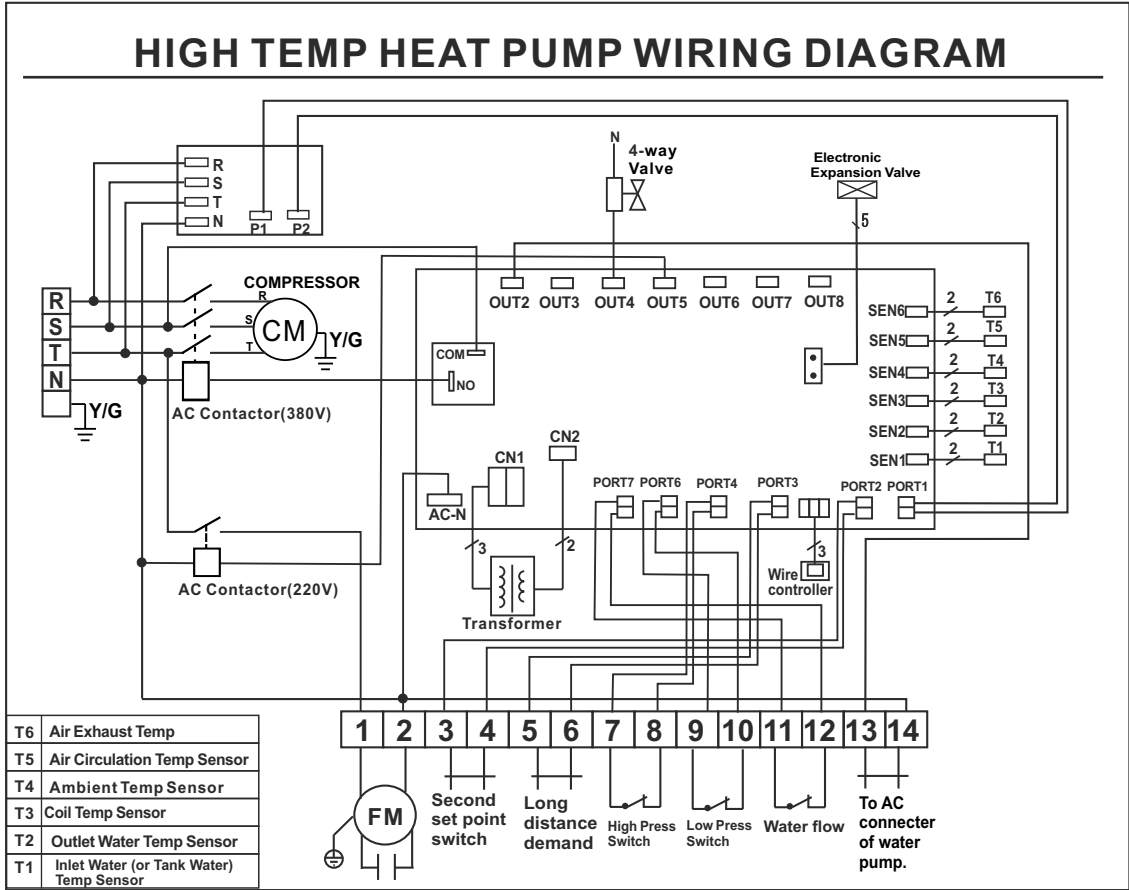 HIGH TEMP HEAT PUMP WIRING DIAGRAM
R
S
T
N
P1 P2
N
4-way
Valve
Electronic
Expansion Valve
5
COMPRESSOR
R
S
T
N
R
S
T
CM
Y/G
Y/G
AC Contactor(380V)
COM
NO
OUT2 OUT3 OUT4 OUT5 OUT6 OUT7 OUT8
SEN6 2 T6
SEN5 2 T5
SEN4 2 T4
SEN3 2 T3
SEN2 2 T2
SEN1 2 T1
CN1
CN2
AC-N
PORT7 PORT6 PORT4 PORT3 PORT2 PORT1
3
2
3
Wire
controller
Transformer
AC Contactor(220V)
1 2 3 4 5 6 7 8 9 10 11 12 13 14
FM
Second
set point
switch
Long
distance
demand
High Press
Switch
Low Press
Switch
Water flow
To AC
connecter
of water
pump.
T6 Air Exhaust Temp
T5 Air Circulation Temp Sensor
T4 Ambient Temp Sensor
T3 Coil Temp Sensor
T2 Outlet Water Temp Sensor
T1 Inlet Water (or Tank Water)
Temp Sensor